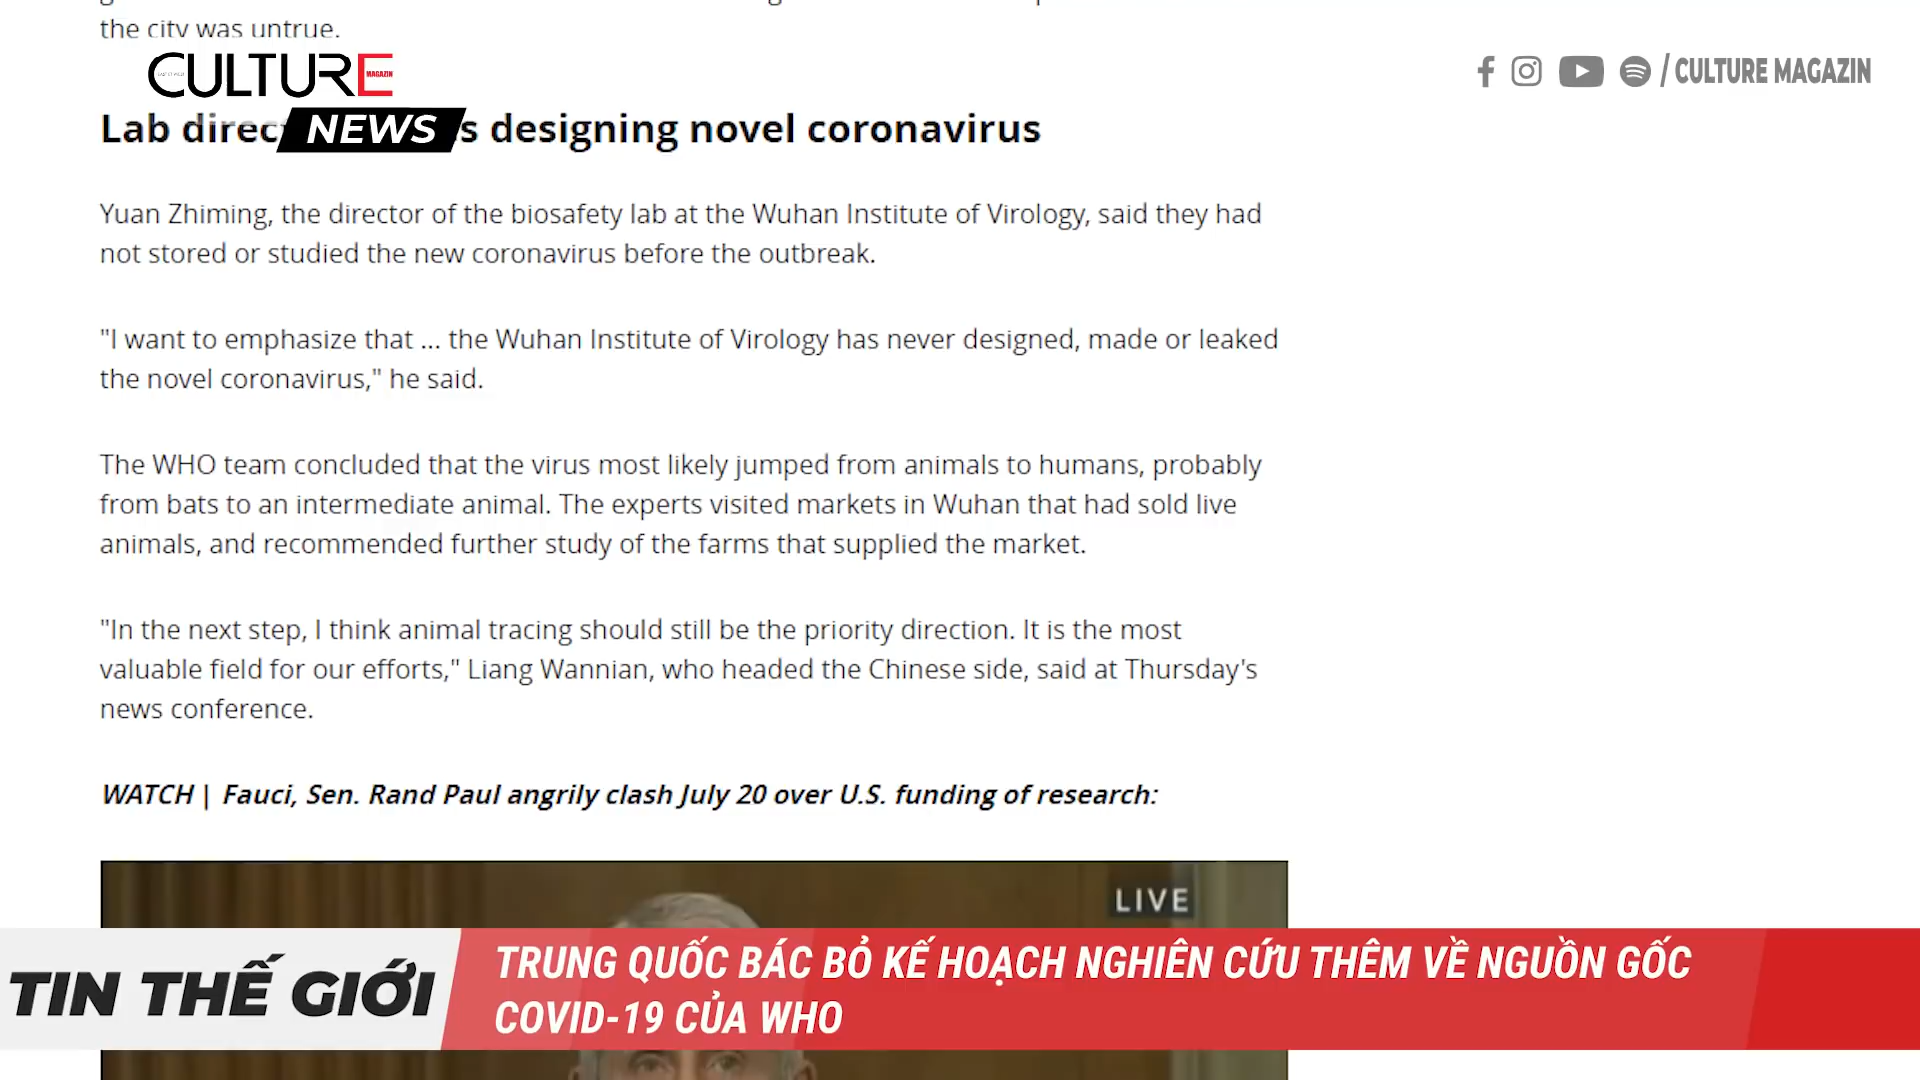 the city was untrue.
CULTURE
MAGAZIN
/ CULTURE MAGAZIN
NEWS
Lab direc s designing novel coronavirus
Yuan Zhiming, the director of the biosafety lab at the Wuhan Institute of Virology, said they had
not stored or studied the new coronavirus before the outbreak.
"I want to emphasize that ... the Wuhan Institute of Virology has never designed, made or leaked
the novel coronavirus," he said.
The WHO team concluded that the virus most likely jumped from animals to humans, probably
from bats to an intermediate animal. The experts visited markets in Wuhan that had sold live
animals, and recommended further study of the farms that supplied the market.
"In the next step, I think animal tracing should still be the priority direction. It is the most
valuable field for our efforts," Liang Wannian, who headed the Chinese side, said at Thursday's
news conference.
WATCH | Fauci, Sen. Rand Paul angrily clash July 20 over U.S. funding of research:
LIVE
TIN THẾ GIỚI
TRUNG QUỐC BÁC BỎ KẾ HOẠCH NGHIÊN CỨU THÊM VỀ NGUỒN GỐC
COVID-19 CỦA WHO